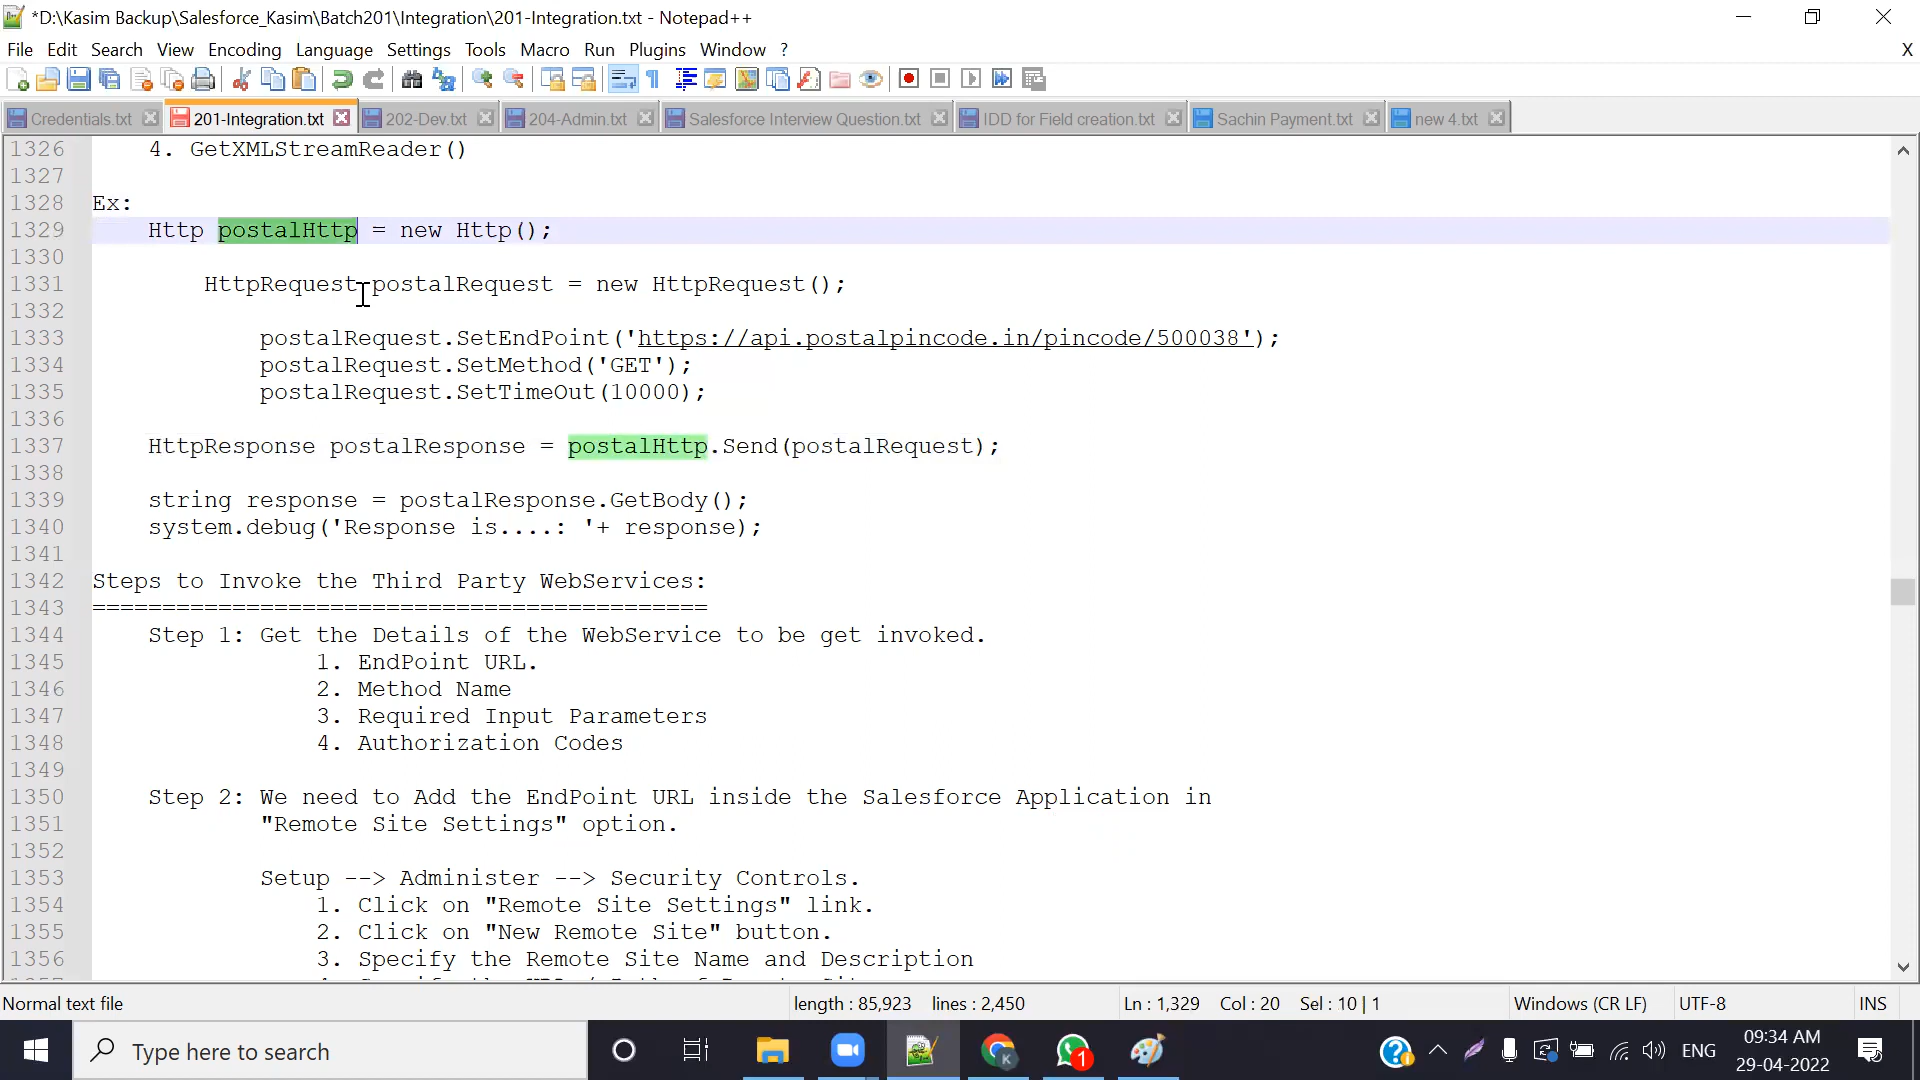 *D:\Kasim Backup\Salesforce_Kasim\Batch201\Integration\201-Integration.txt - Notepad++
File Edit Search View Encoding Language Settings Tools Macro Run Plugins Window ? X
Credentials.txt 201-Integration.txt 202-Dev.txt 204-Admin.txt Salesforce Interview Question.txt IDD for Field creation.txt Sachin Payment.txt new 4.txt
1326 4. GetXMLStreamReader()
1327
1328 Ex:
1329 Http postalHttp = new Http();
1330
1331 HttpRequest postalRequest = new HttpRequest();
1332
1333 postalRequest.SetEndPoint('https://api.postalpincode.in/pincode/500038');
1334 postalRequest.SetMethod('GET');
1335 postalRequest.SetTimeOut(10000);
1336
1337 HttpResponse postalResponse = postalHttp.Send(postalRequest);
1338
1339 string response = postalResponse.GetBody();
1340 system.debug('Response is....: '+ response);
1341
1342 Steps to Invoke the Third Party WebServices:
1343 ============================================
1344 Step 1: Get the Details of the WebService to be get invoked.
1345 1. EndPoint URL.
1346 2. Method Name
1347 3. Required Input Parameters
1348 4. Authorization Codes
1349
1350 Step 2: We need to Add the EndPoint URL inside the Salesforce Application in
1351 "Remote Site Settings" option.
1352
1353 Setup --> Administer --> Security Controls.
1354 1. Click on "Remote Site Settings" link.
1355 2. Click on "New Remote Site" button.
1356 3. Specify the Remote Site Name and Description
Normal text file length : 85,923 lines : 2,450 Ln : 1,329 Col : 20 Sel : 10 | 1 Windows (CR LF) UTF-8 INS
Type here to search 1 ENG 09:34 AM
29-04-2022